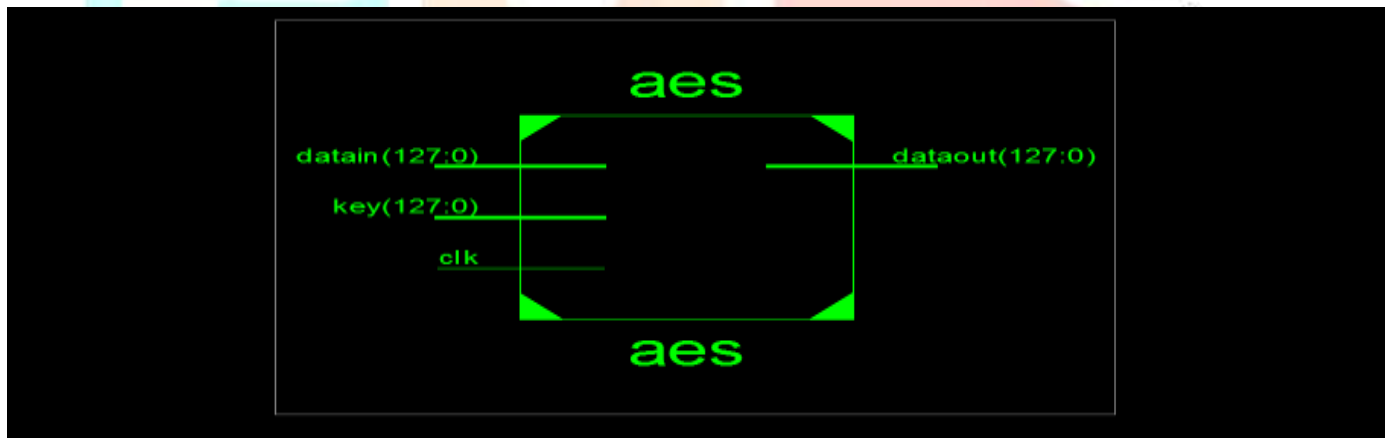 aes
datain(127:0)
dataout(127:0)
key(127:0)
clk
aes